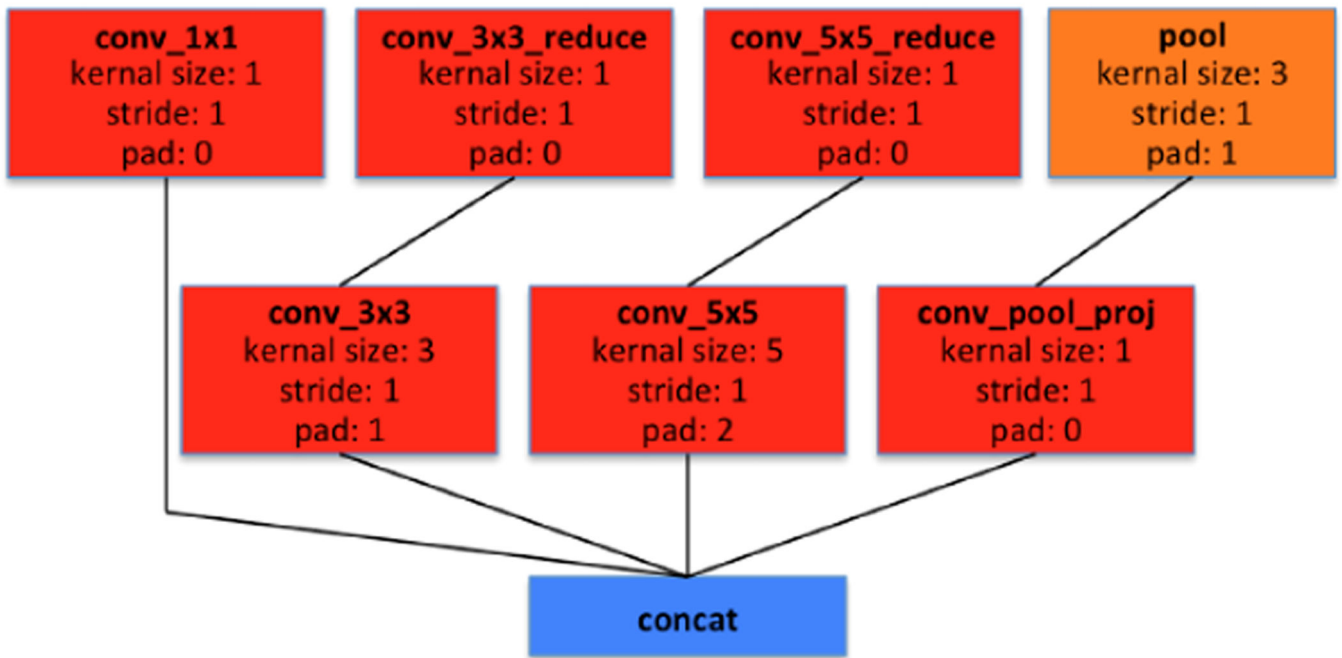 conv_1x1
kernal size: 1
stride: 1
pad: 0
conv_3x3_reduce
kernal size: 1
stride: 1
pad: 0
conv_5x5_reduce
kernal size: 1
stride: 1
pad: 0
pool
kernal size: 3
stride: 1
pad: 1
conv_3x3
kernal size: 3
stride: 1
pad: 1
conv_5x5
kernal size: 5
stride: 1
pad: 2
conv_pool_proj
kernal size: 1
stride: 1
pad: 0
concat